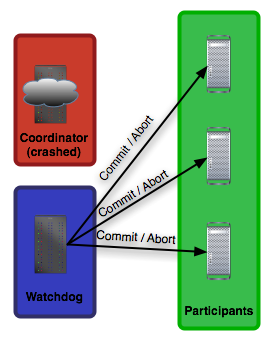 Coordinator
(crashed)
Commit / Abort
Commit / Abort
Commit / Abort
Watchdog
Participants